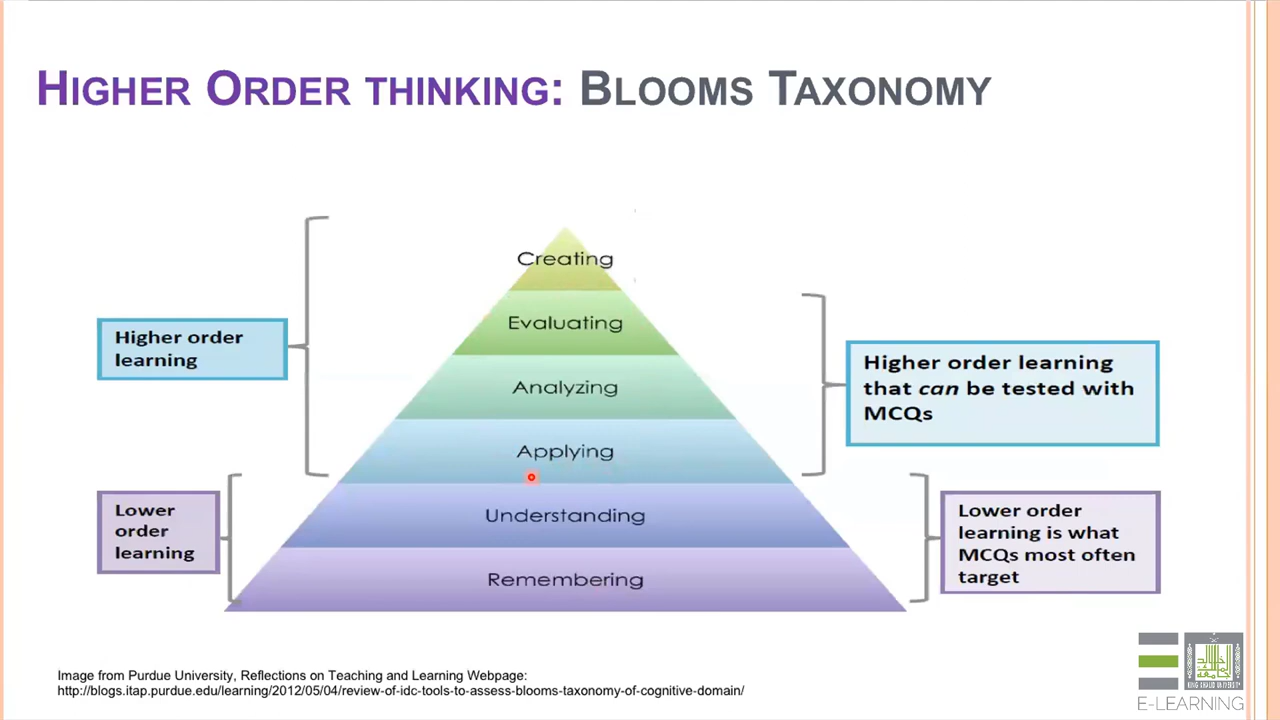 HIGHER ORDER THINKING: BLOOMS TAXONOMY
Creating
Evaluating
Analyzing
Applying
Understanding
Remembering
Higher order
learning
Lower
order
learning
Higher order learning
that can be tested with
MCQs
Lower order
learning is what
MCQs most often
target
Image from Purdue University, Reflections on Teaching and Learning Webpage:
http://blogs.itap.purdue.edu/learning/2012/05/04/review-of-idc-tools-to-assess-blooms-taxonomy-of-cognitive-domain/
KING KHALID UNIVERSITY
E-LEARNING